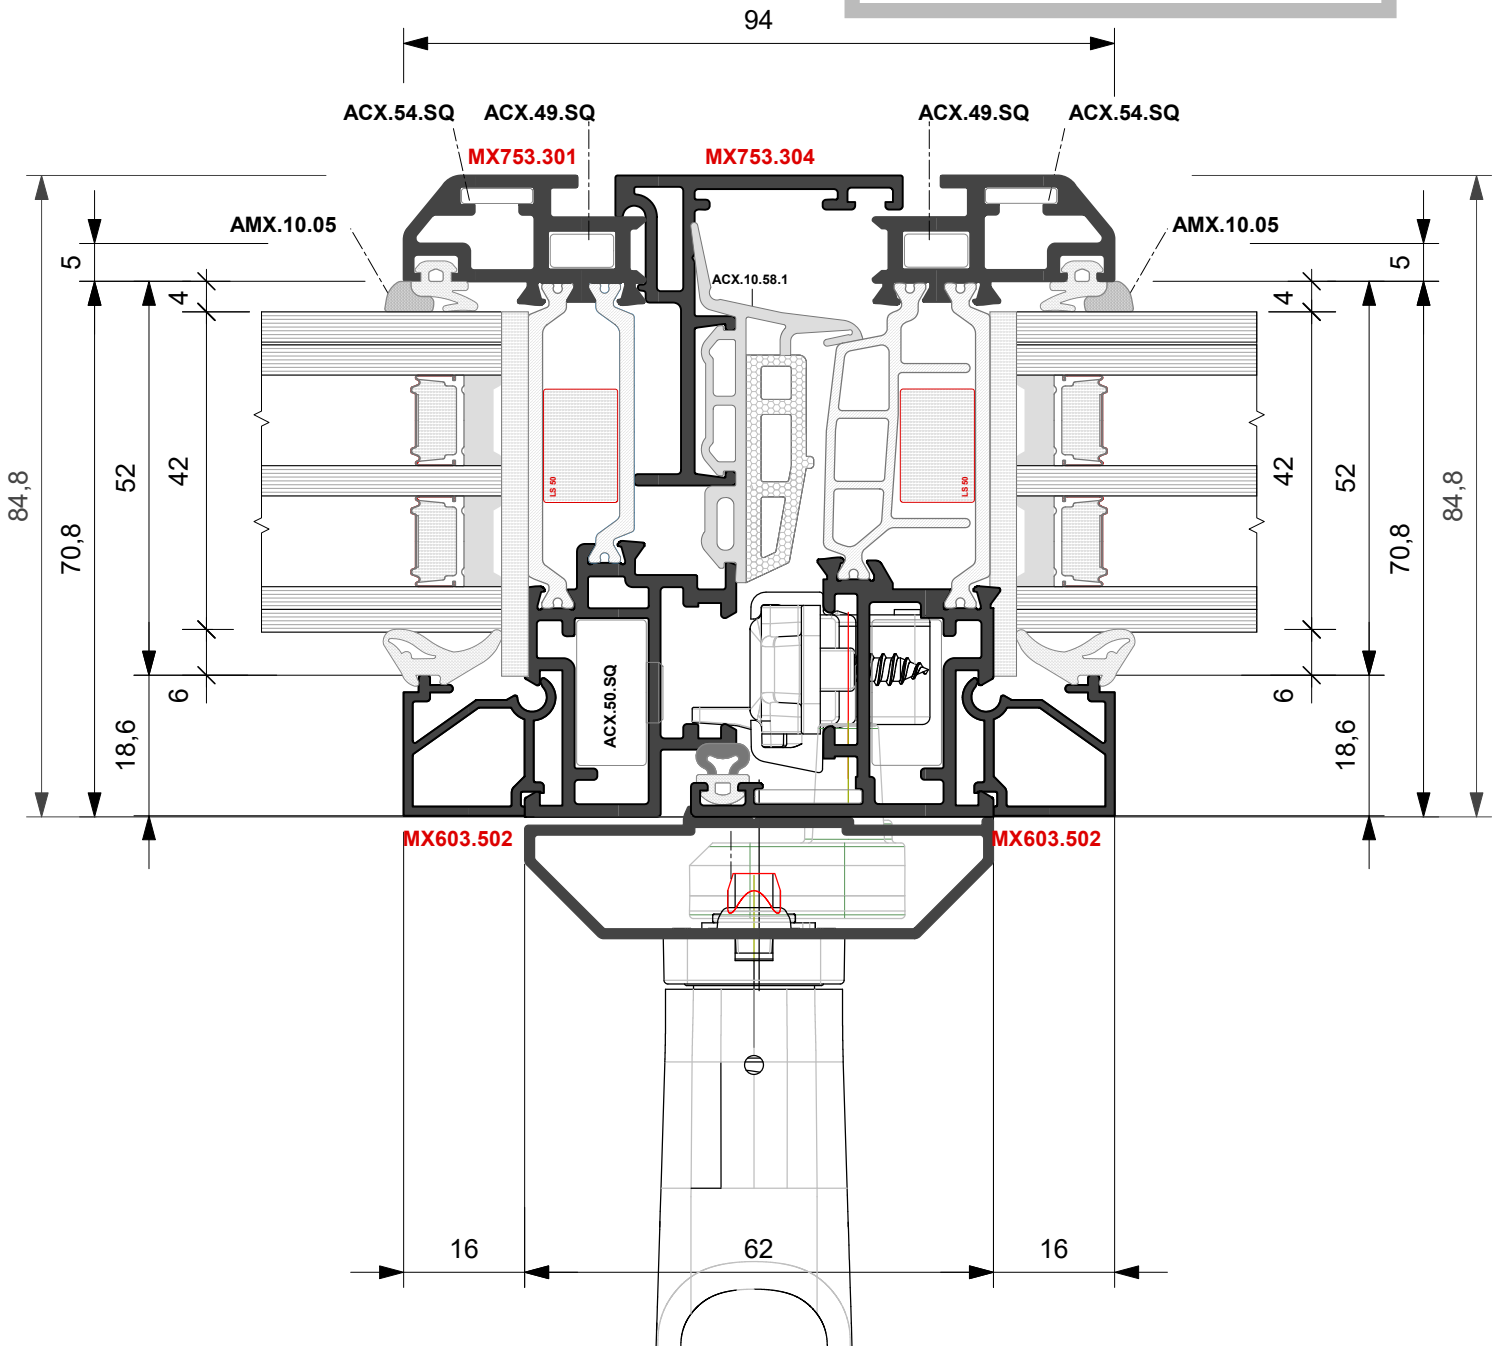 94
ACX.54.SQ ACX.49.SQ ACX.49.SQ ACX.54.SQ
MX753.301 MX753.304
AMX.10.05 AMX.10.05
5 5
ACX.10.58.1
4 4
84,8 70,8 52 42 42 52 70,8 84,8
LS 50 LS 50
6 6
ACX.50.SQ
18,6 18,6
MX603.502 MX603.502
16 62 16